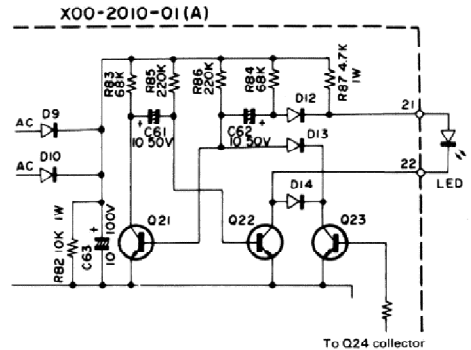 X00-2010-01(A)
R83 68K
R85 220K
R86 220K
R84 68K
R87 4.7K 1W
AC D9
+ C61 10 50V
+ C62 10 50V
D12
21
D13
AC D10
22
LED
D14
R82 10K 1W
C63 10 100V +
Q21
Q22
Q23
To Q24 collector